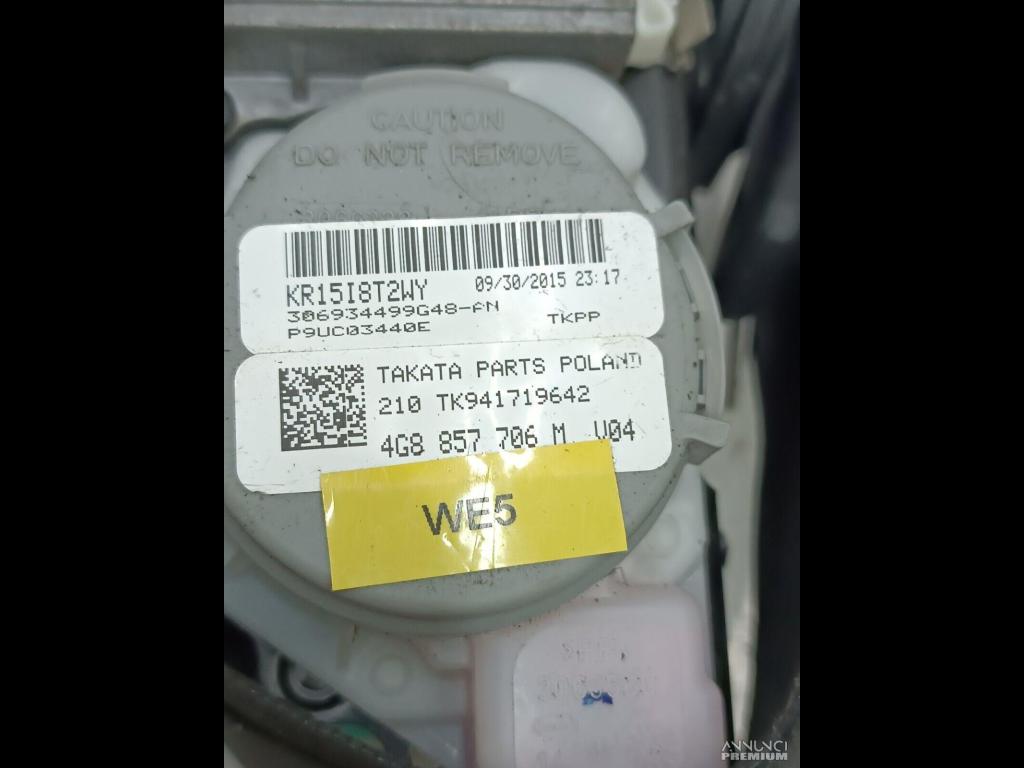 CAUTION
DO NOT REMOVE
KR15I8T2WY 09/30/2015 23:17
306934499G48-AN
P9UC03440E TKPP
TAKATA PARTS POLAND
210 TK941719642
4G8 857 706 M V04
WE5
ANNUNCI
PREMIUM